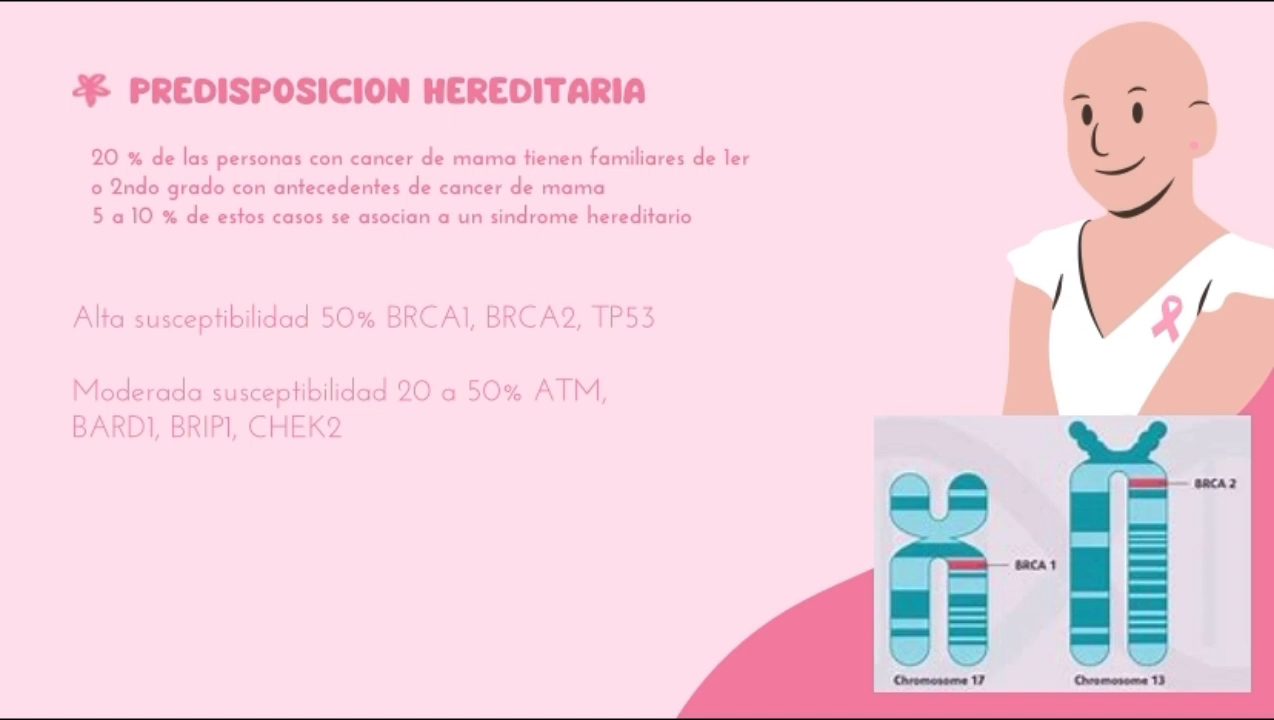 PREDISPOSICION HEREDITARIA
20 % de las personas con cancer de mama tienen familiares de 1er
o 2ndo grado con antecedentes de cancer de mama
5 a 10 % de estos casos se asocian a un sindrome hereditario
Alta susceptibilidad 50% BRCA1, BRCA2, TP53
Moderada susceptibilidad 20 a 50% ATM,
BARD1, BRIP1, CHEK2
BRCA 2
BRCA 1
Chromosome 17
Chromosome 13